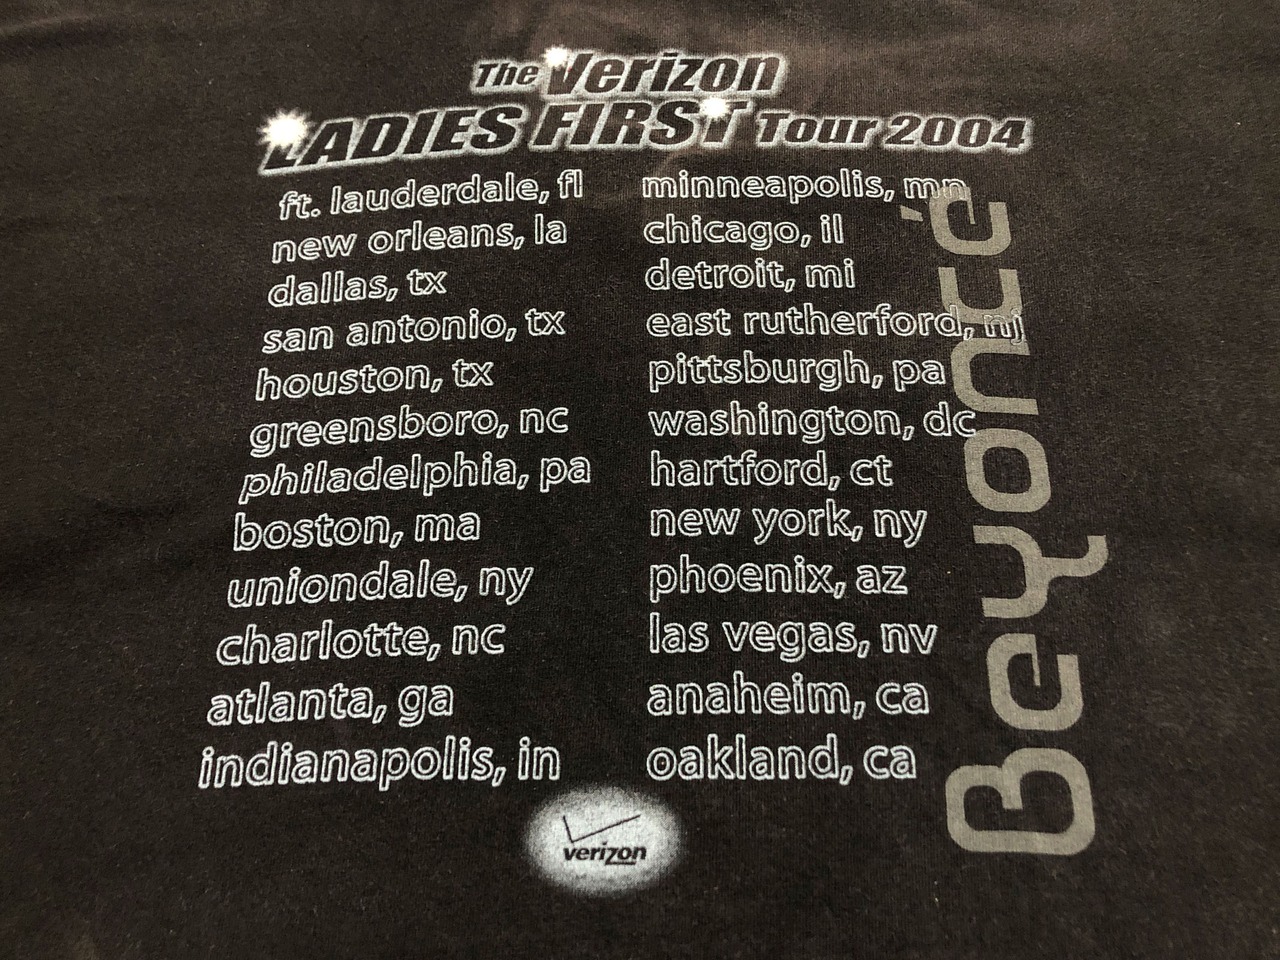 The Verizon
LADIES FIRST Tour 2004
ft. lauderdale, fl
new orleans, la
dallas, tx
san antonio, tx
houston, tx
greensboro, nc
philadelphia, pa
boston, ma
uniondale, ny
charlotte, nc
atlanta, ga
indianapolis, in
minneapolis, mn
chicago, il
detroit, mi
east rutherford, nj
pittsburgh, pa
washington, dc
hartford, ct
new york, ny
phoenix, az
las vegas, nv
anaheim, ca
oakland, ca
Beyoncé
verizon